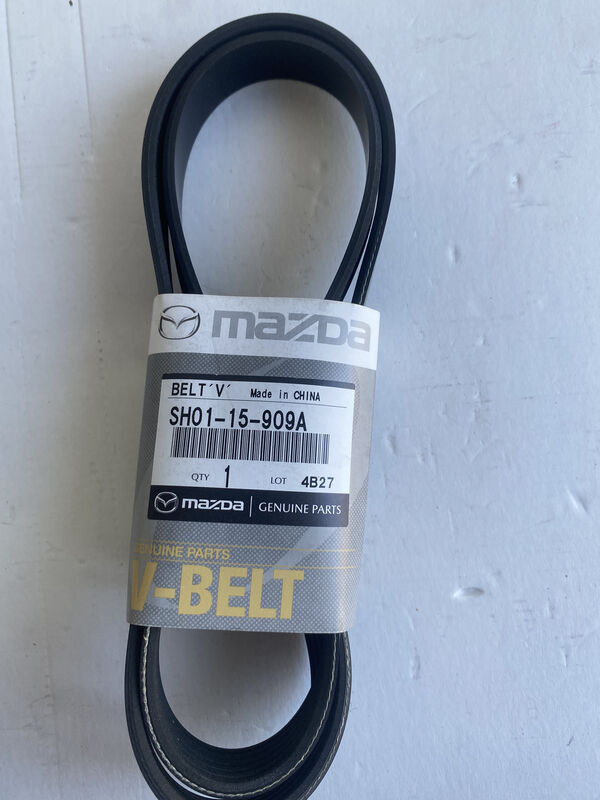 mazda
BELT´V´ Made in CHINA
SH01-15-909A
QTY 1 LOT 4B27
mazda GENUINE PARTS
GENUINE PARTS
V-BELT